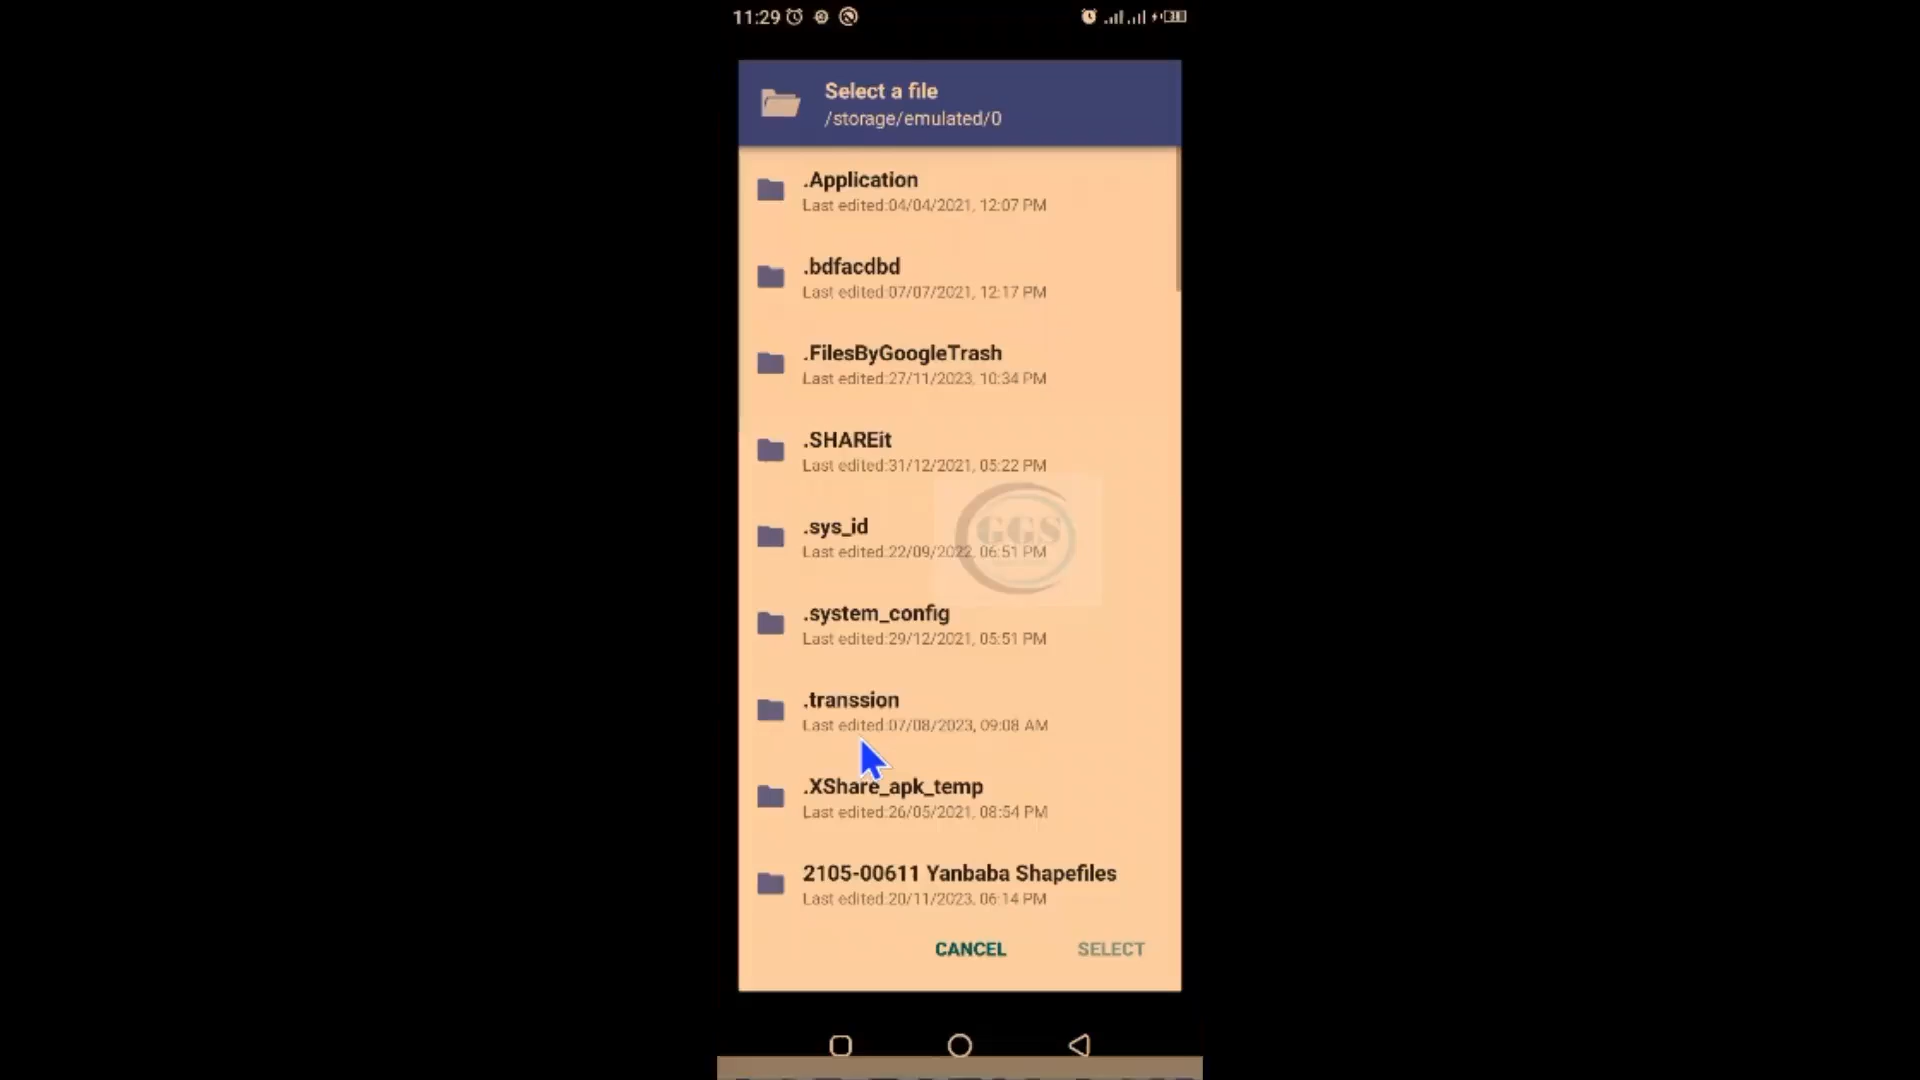 11:29
Select a file
/storage/emulated/0
.Application
Last edited:04/04/2021, 12:07 PM
.bdfacdbd
Last edited:07/07/2021, 12:17 PM
.FilesByGoogleTrash
Last edited:27/11/2023, 10:34 PM
.SHAREit
Last edited:31/12/2021, 05:22 PM
GGS
.sys_id
Last edited:22/09/2022, 06:51 PM
.system_config
Last edited:29/12/2021, 05:51 PM
.transsion
Last edited:07/08/2023, 09:08 AM
.XShare_apk_temp
Last edited:26/05/2021, 08:54 PM
2105-00611 Yanbaba Shapefiles
Last edited:20/11/2023, 06:14 PM
CANCEL
SELECT